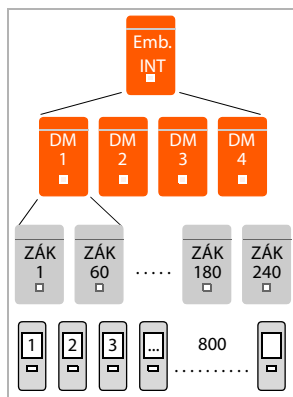 Emb.
INT
DM DM DM DM
1 2 3 4
ZÁK ZÁK ZÁK ZÁK
1 60 ..... 180 240
1 2 3 ... 800
..........